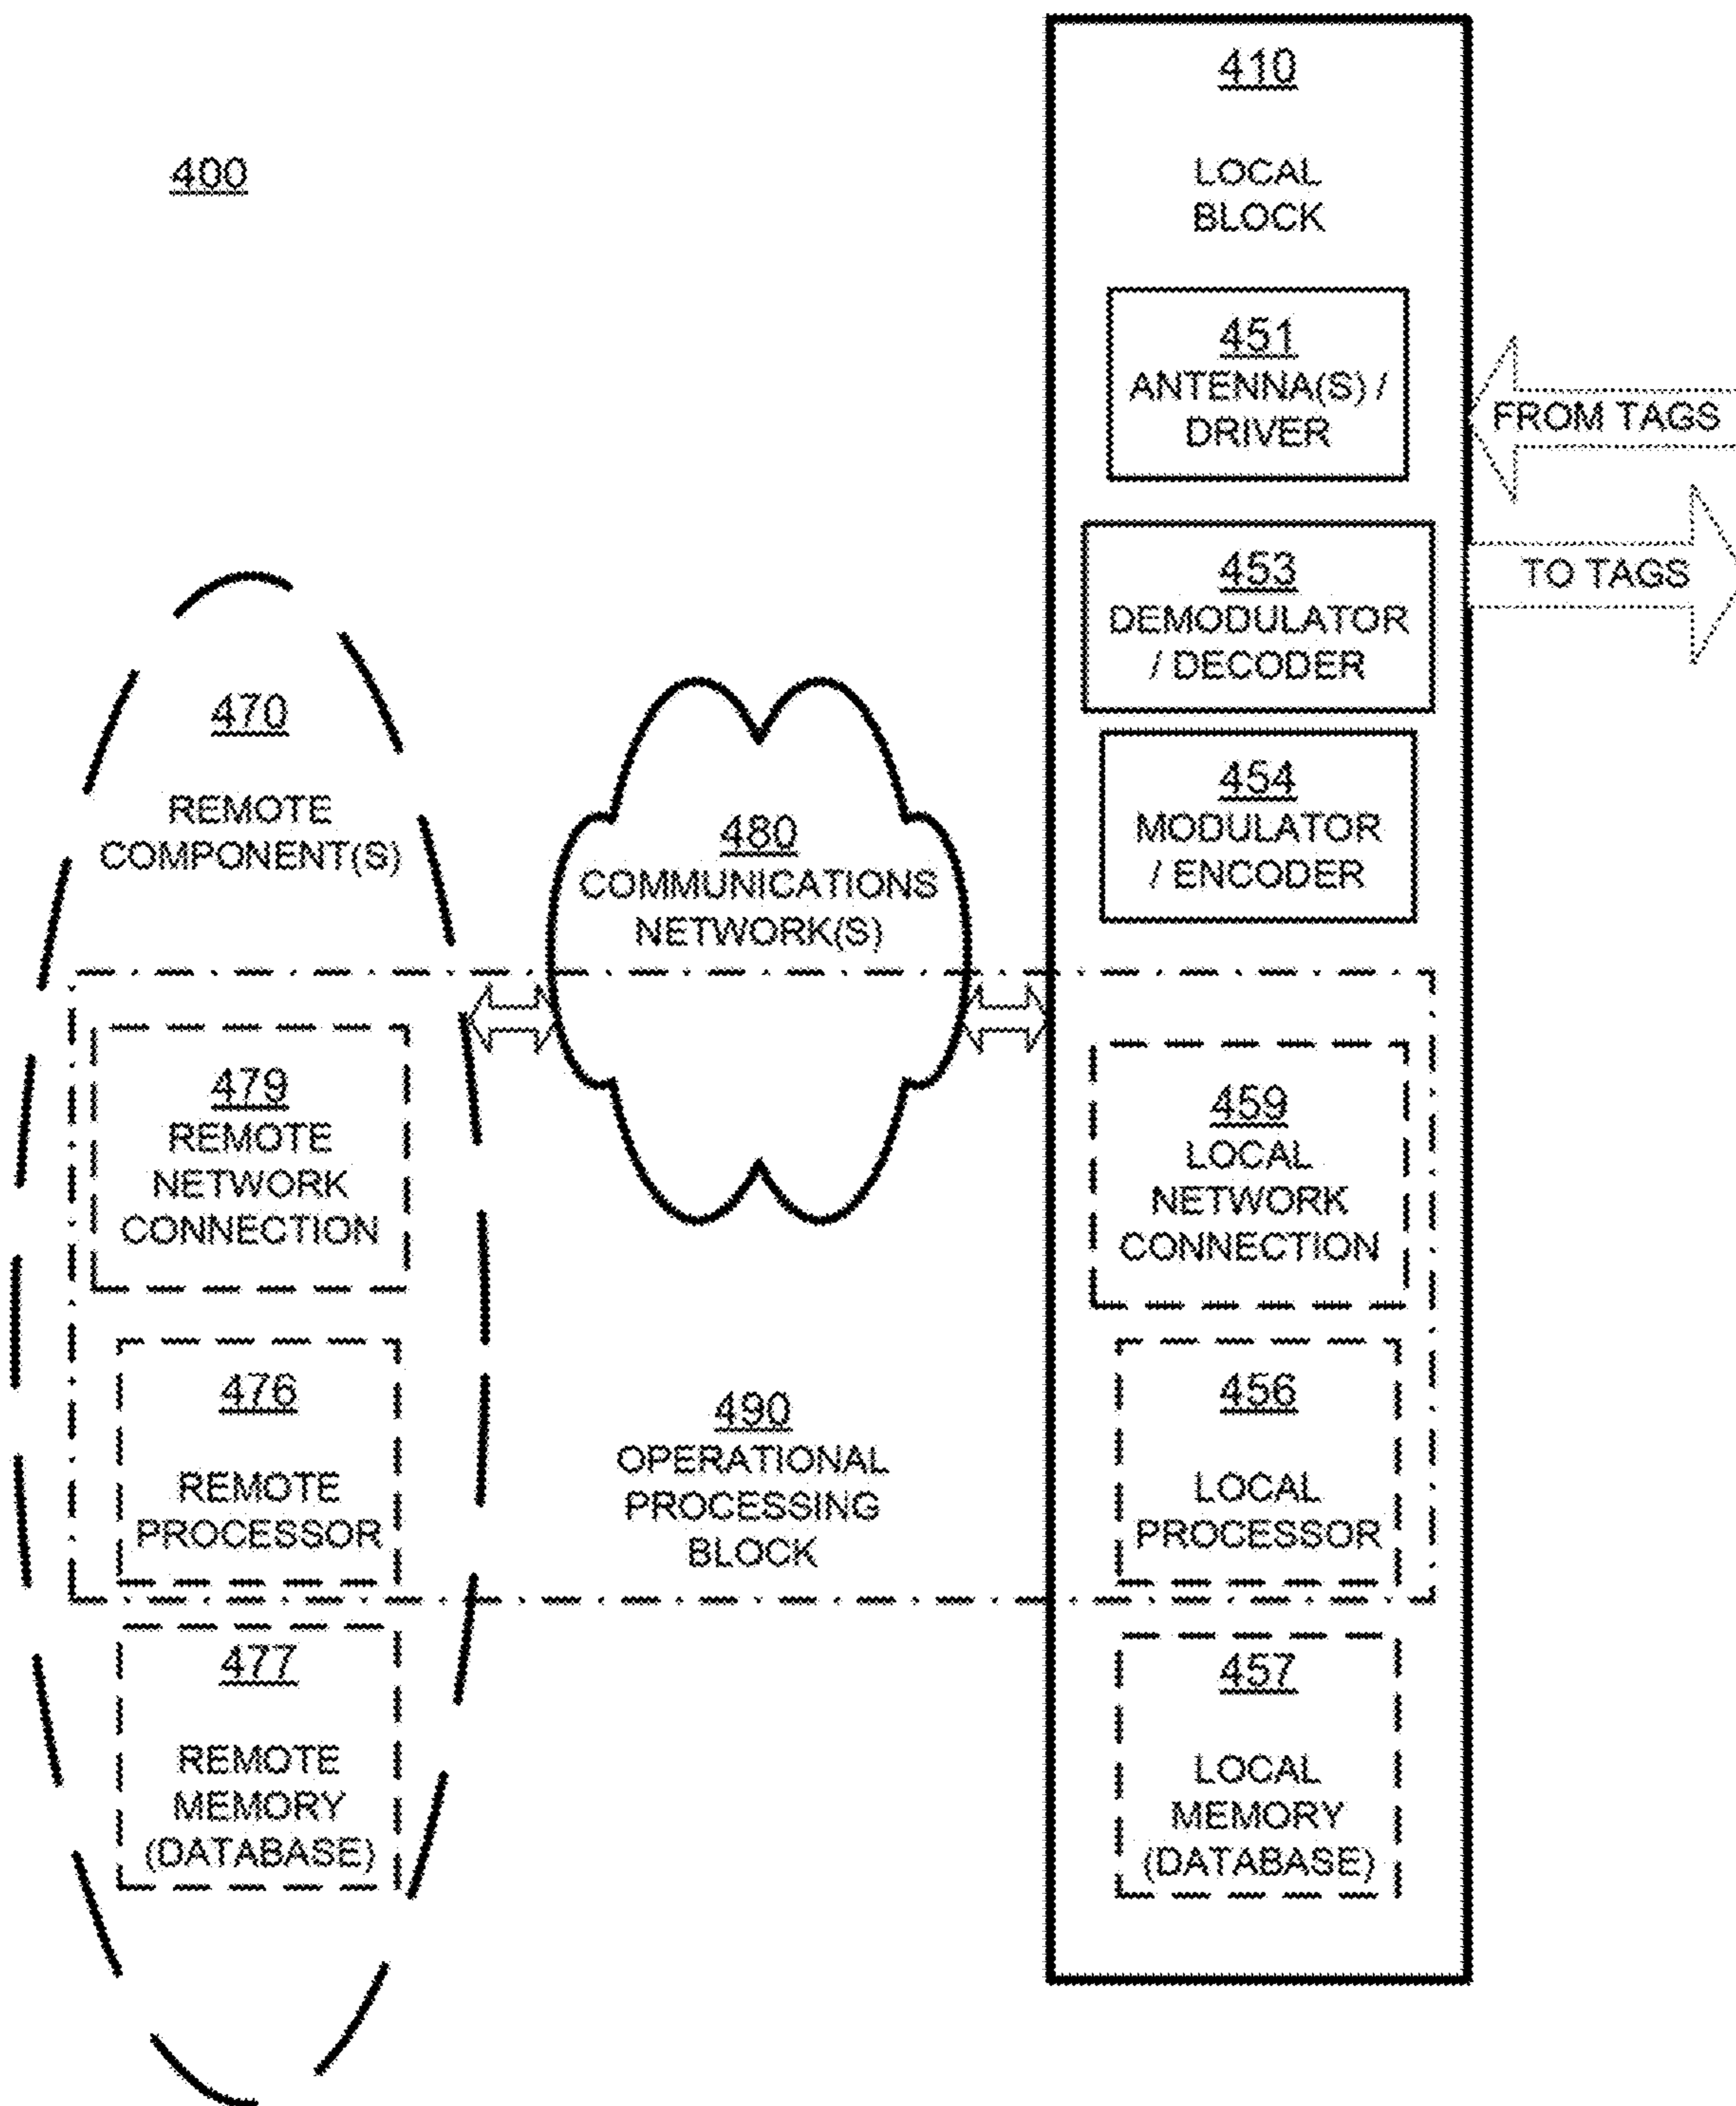 400
410
LOCAL
BLOCK
451
ANTENNA(S) /
DRIVER
FROM TAGS
TO TAGS
453
DEMODULATOR
/ DECODER
454
MODULATOR
/ ENCODER
470
REMOTE
COMPONENT(S)
480
COMMUNICATIONS
NETWORK(S)
479
REMOTE
NETWORK
CONNECTION
459
LOCAL
NETWORK
CONNECTION
476
REMOTE
PROCESSOR
490
OPERATIONAL
PROCESSING
BLOCK
456
LOCAL
PROCESSOR
477
REMOTE
MEMORY
(DATABASE)
457
LOCAL
MEMORY
(DATABASE)